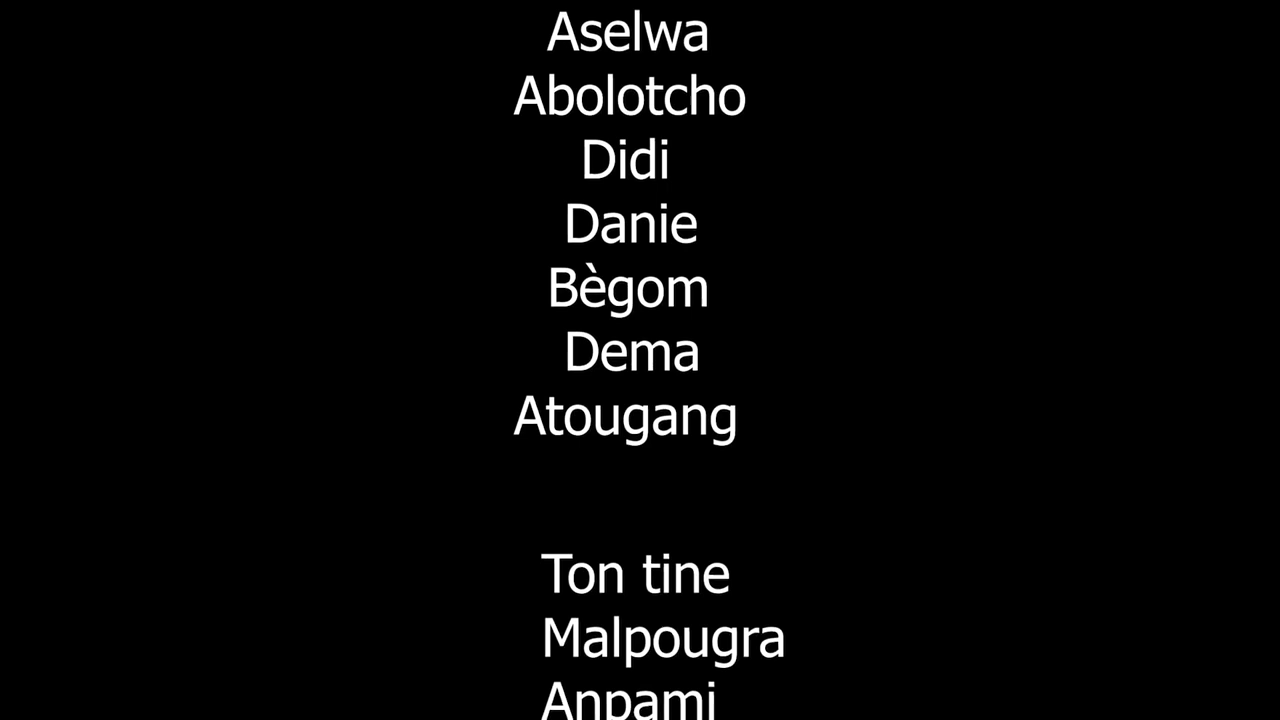 Aselwa
Abolotcho
Didi
Danie
Bègom
Dema
Atougang
Ton tine
Malpougra
Anpami